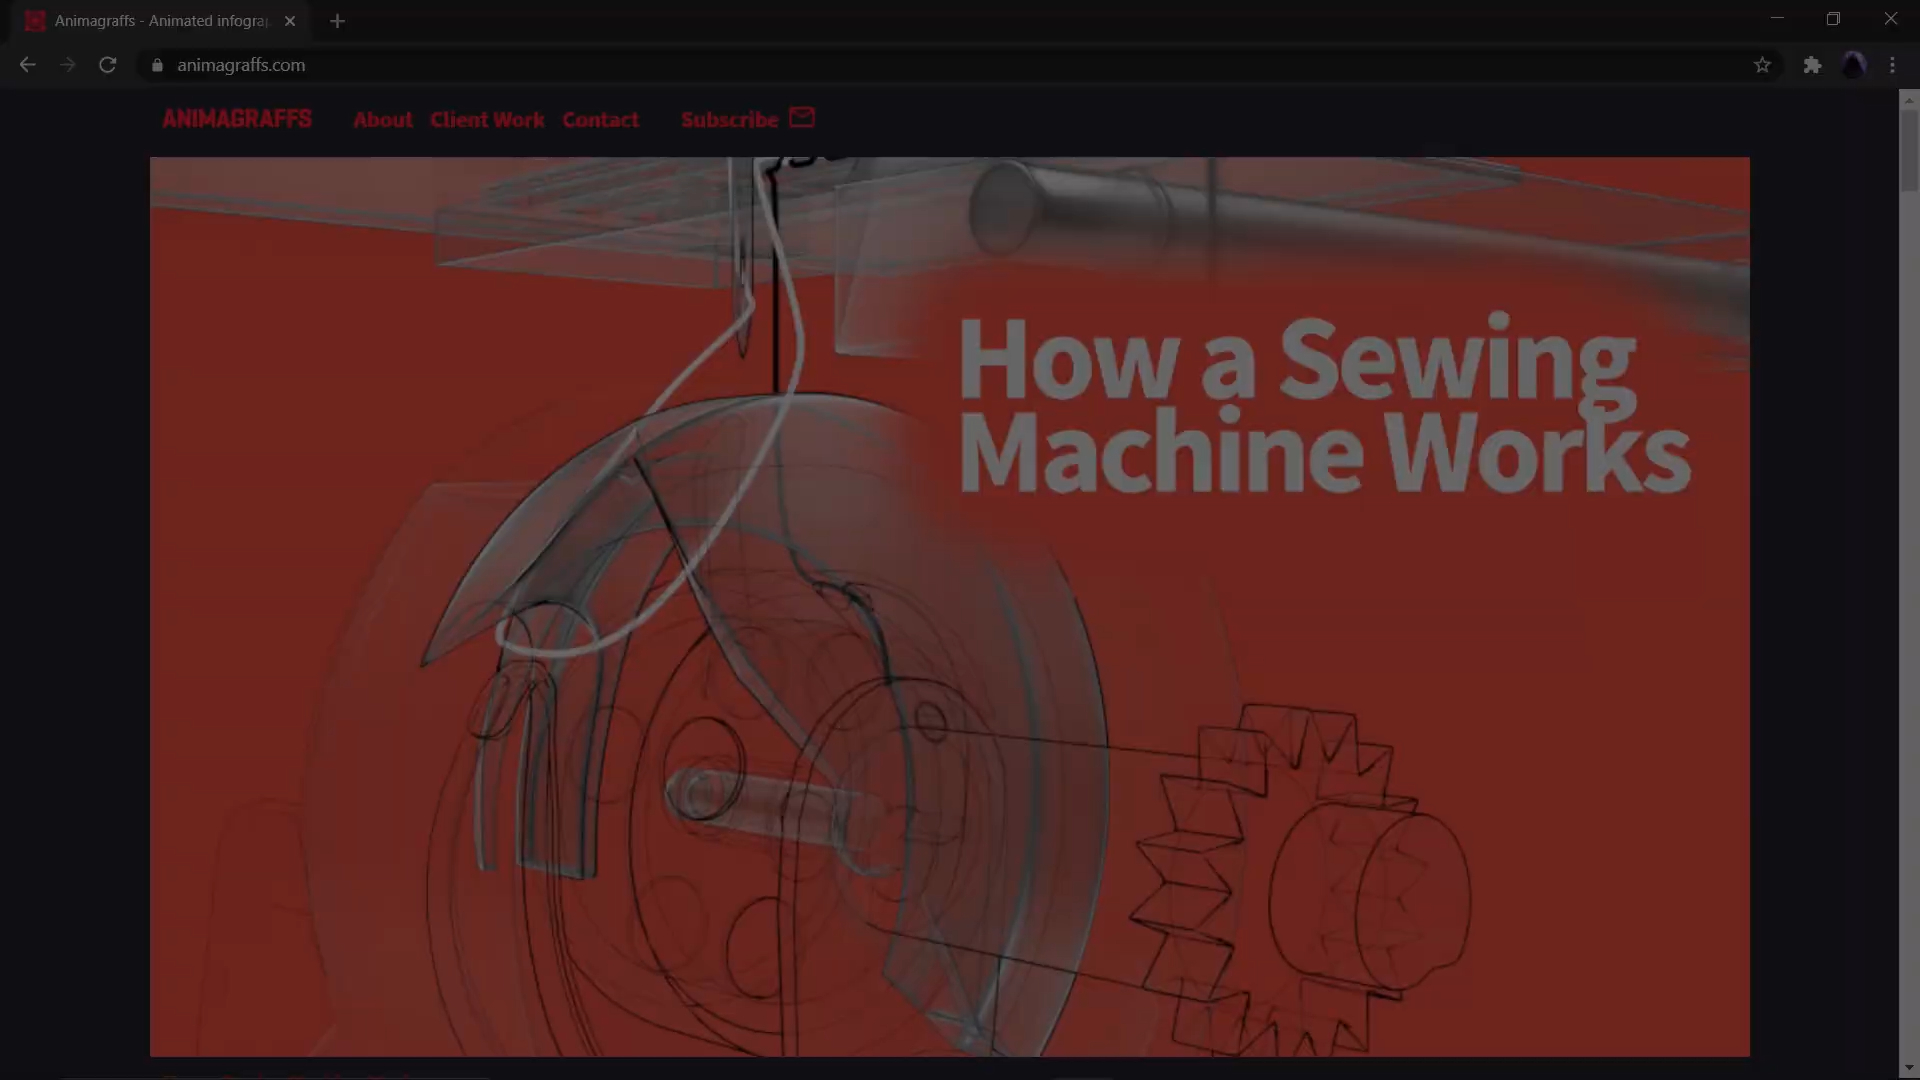 Animagraffs - Animated infogra
animagraffs.com
ANIMAGRAFFS About Client Work Contact Subscribe
How a Sewing
Machine Works